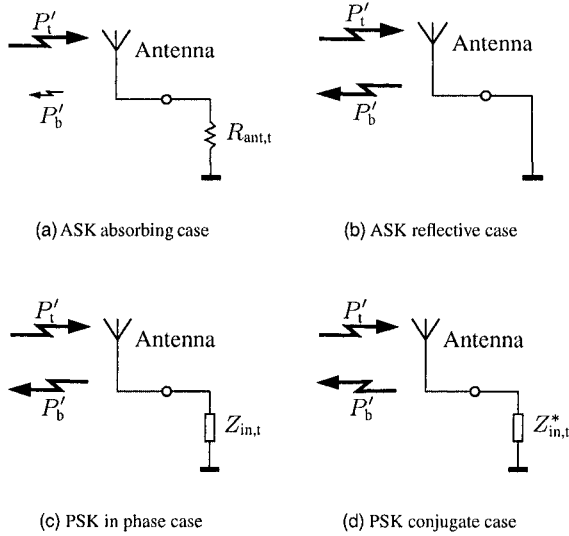 P′t
Antenna
P′b
Rant,t
(a) ASK absorbing case
P′t
Antenna
P′b
(b) ASK reflective case
P′t
Antenna
P′b
Zin,t
(c) PSK in phase case
P′t
Antenna
P′b
Z*in,t
(d) PSK conjugate case